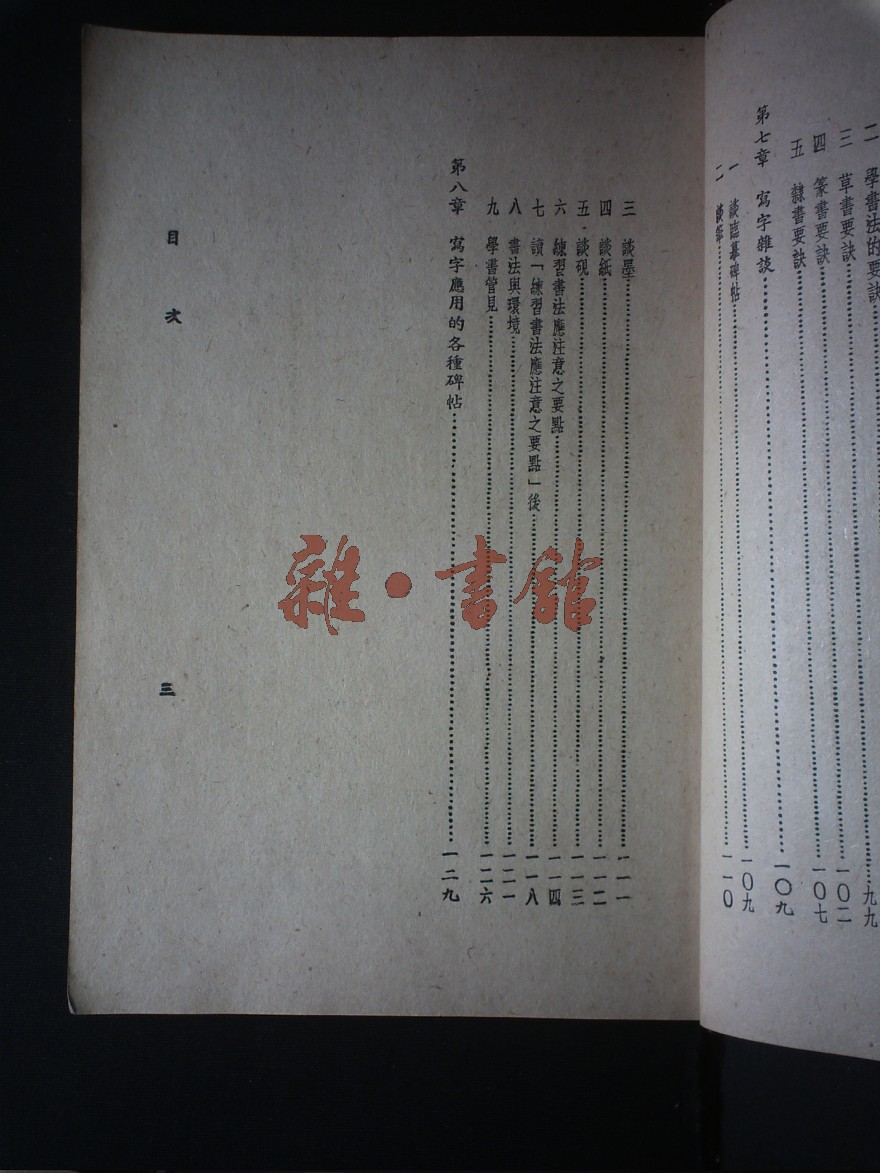 二 學書法的要訣……九九
三 草書要訣……一〇二
四 篆書要訣……一〇七
五 隸書要訣
第七章 寫字雜談……一〇九
一 談臨摹碑帖……一〇九
二 談筆……一一〇
三 談墨……一一一
四 談紙……一一二
五 談硯……一一三
六 練習書法應注意之要點……一一四
七 讀「練習書法應注意之要點」後……一一八
八 書法與環境……一二一
九 學書管見……一二六
第八章 寫字應用的各種碑帖……一二九
目次
三
雜·書館